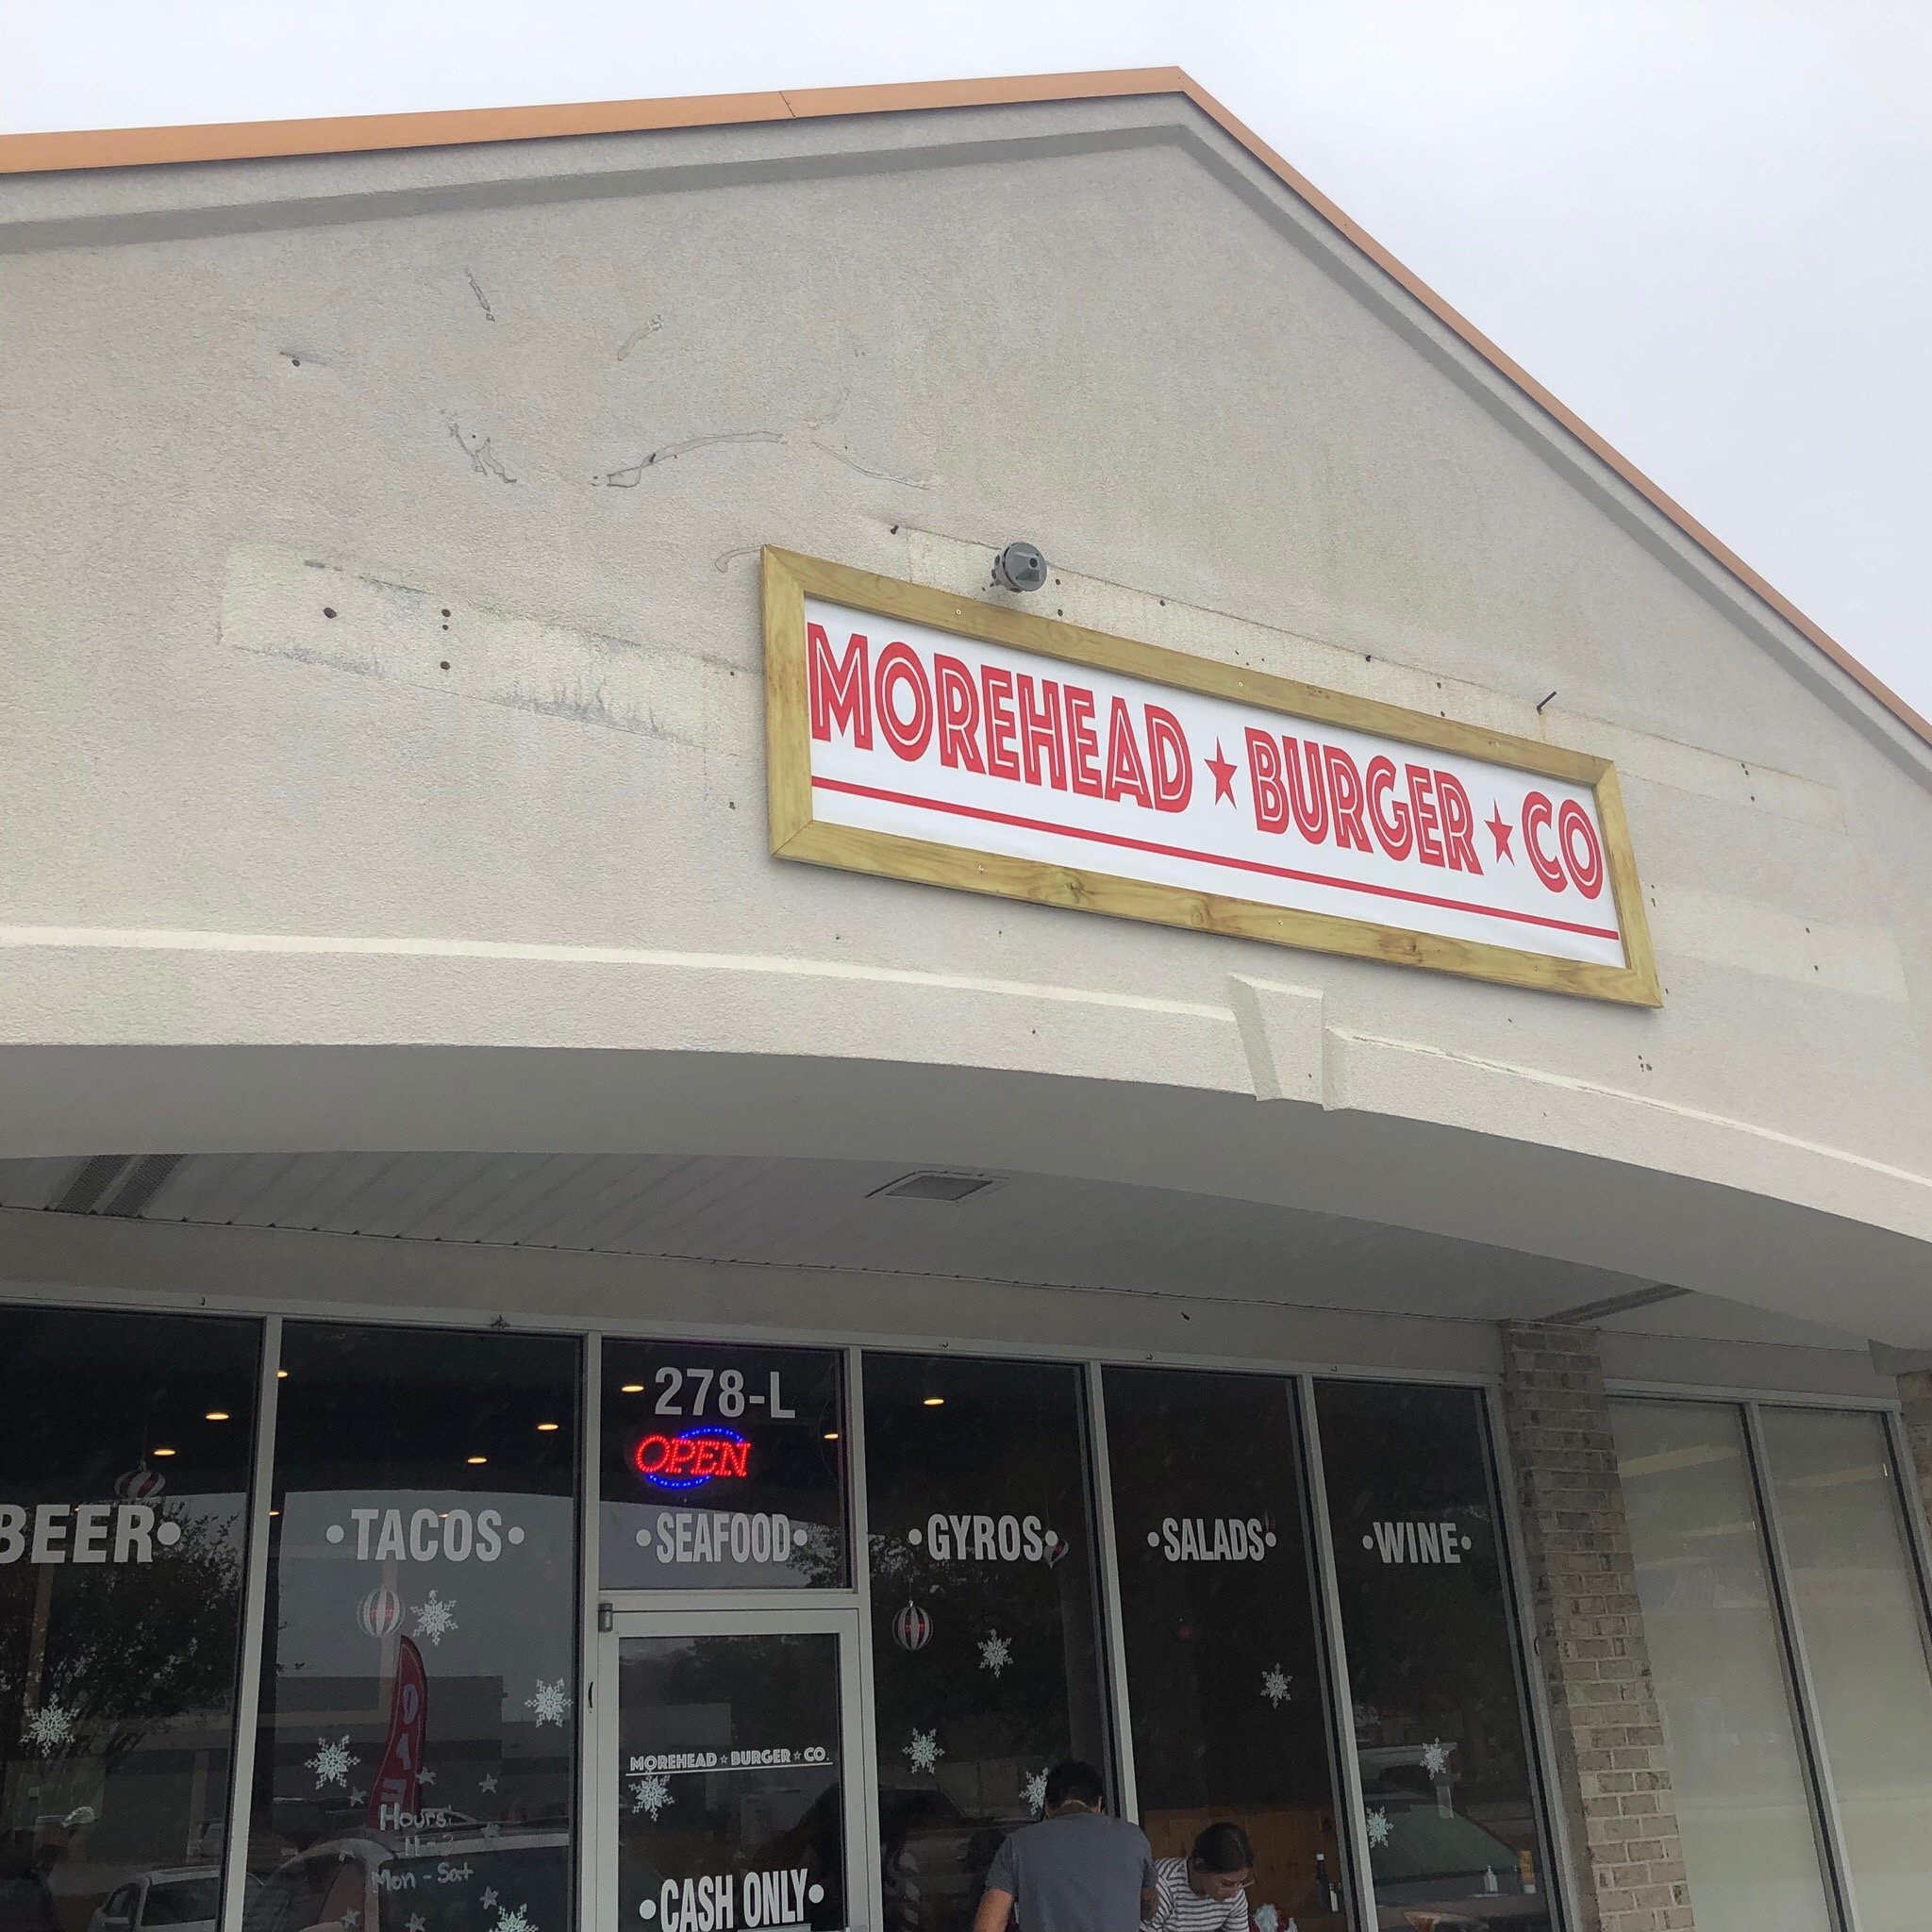 MOREHEAD ★ BURGER ★ CO
278-L
OPEN
BEER•
•TACOS•
•SEAFOOD•
•GYROS•
•SALADS•
•WINE•
MOREHEAD ☆ BURGER ☆ CO.
Hours:
Mon - Sat
•CASH ONLY•